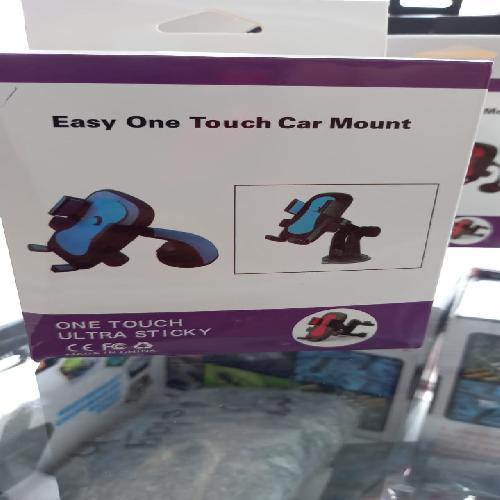 Easy One Touch Car Mount
ONE TOUCH
ULTRA STICKY
CE FC
MADE IN CHINA